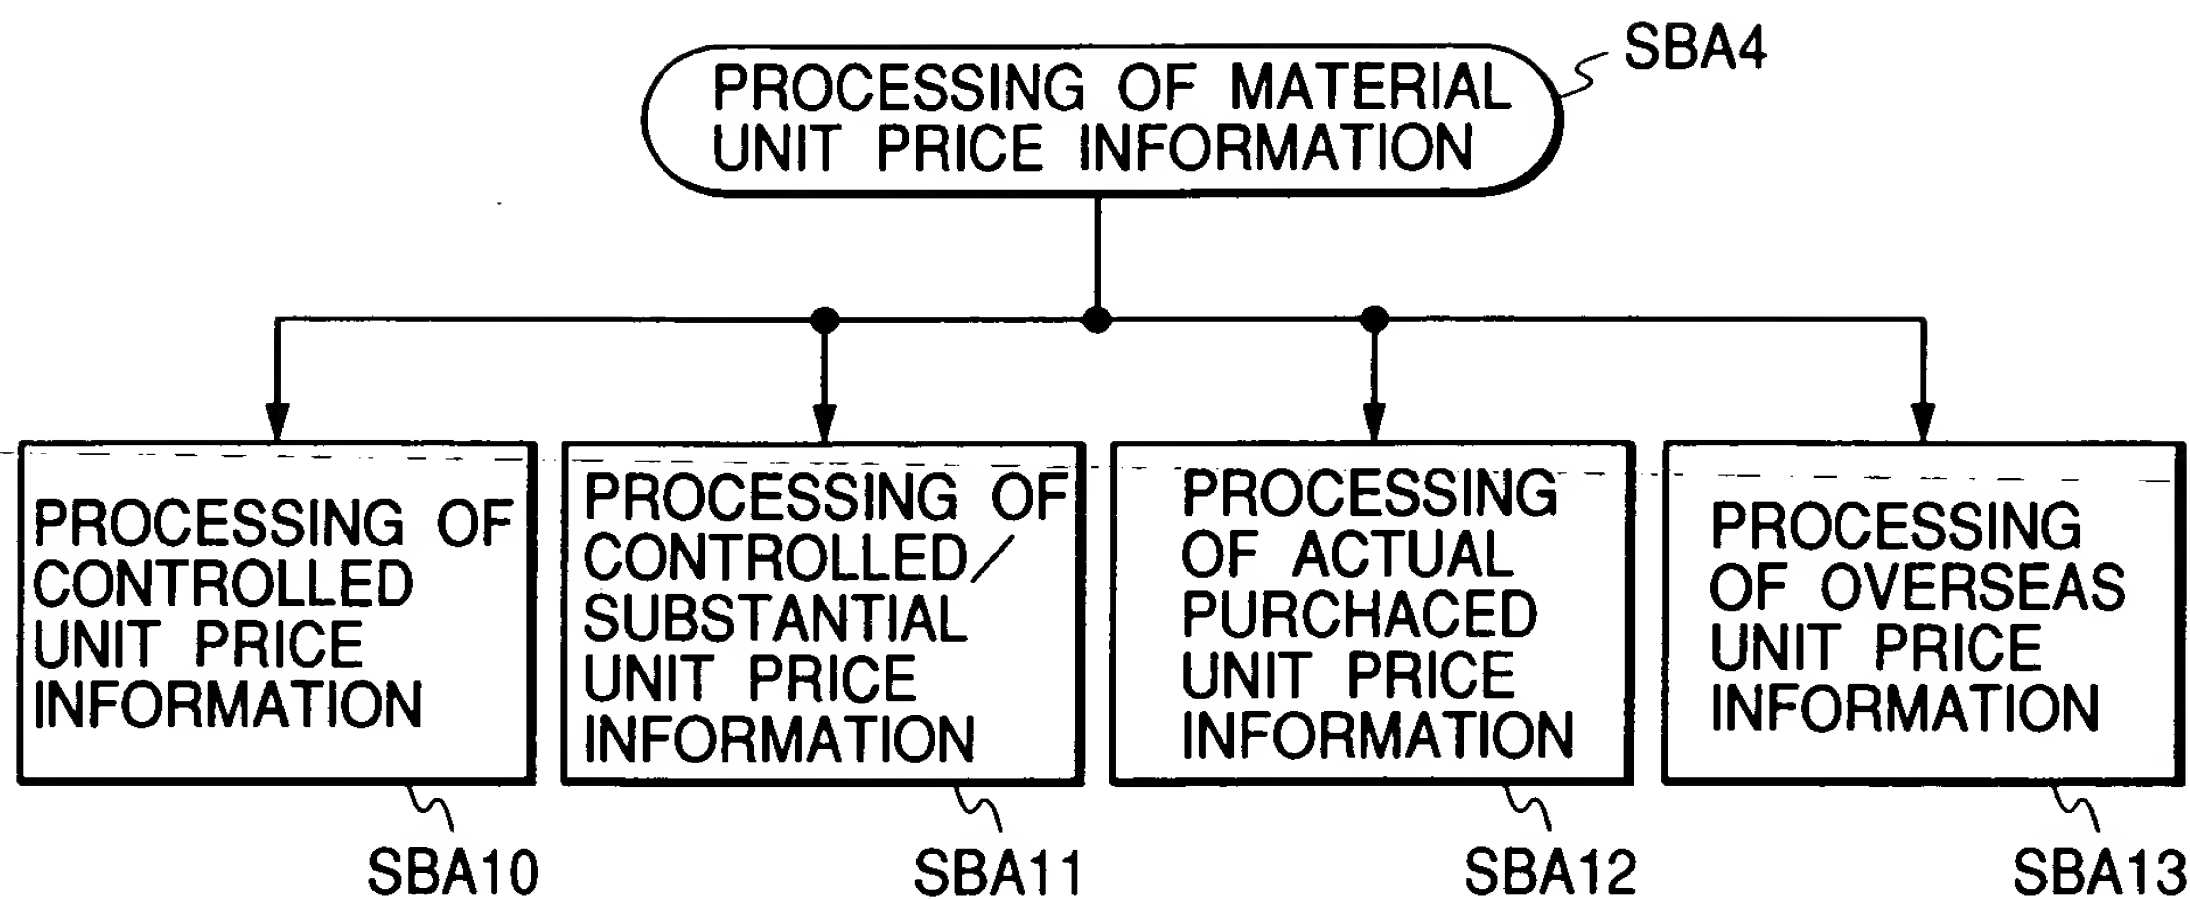 SBA4
PROCESSING OF MATERIAL
UNIT PRICE INFORMATION
PROCESSING OF
CONTROLLED
UNIT PRICE
INFORMATION
SBA10
PROCESSING OF
CONTROLLED/
SUBSTANTIAL
UNIT PRICE
INFORMATION
SBA11
PROCESSING
OF ACTUAL
PURCHACED
UNIT PRICE
INFORMATION
SBA12
PROCESSING
OF OVERSEAS
UNIT PRICE
INFORMATION
SBA13